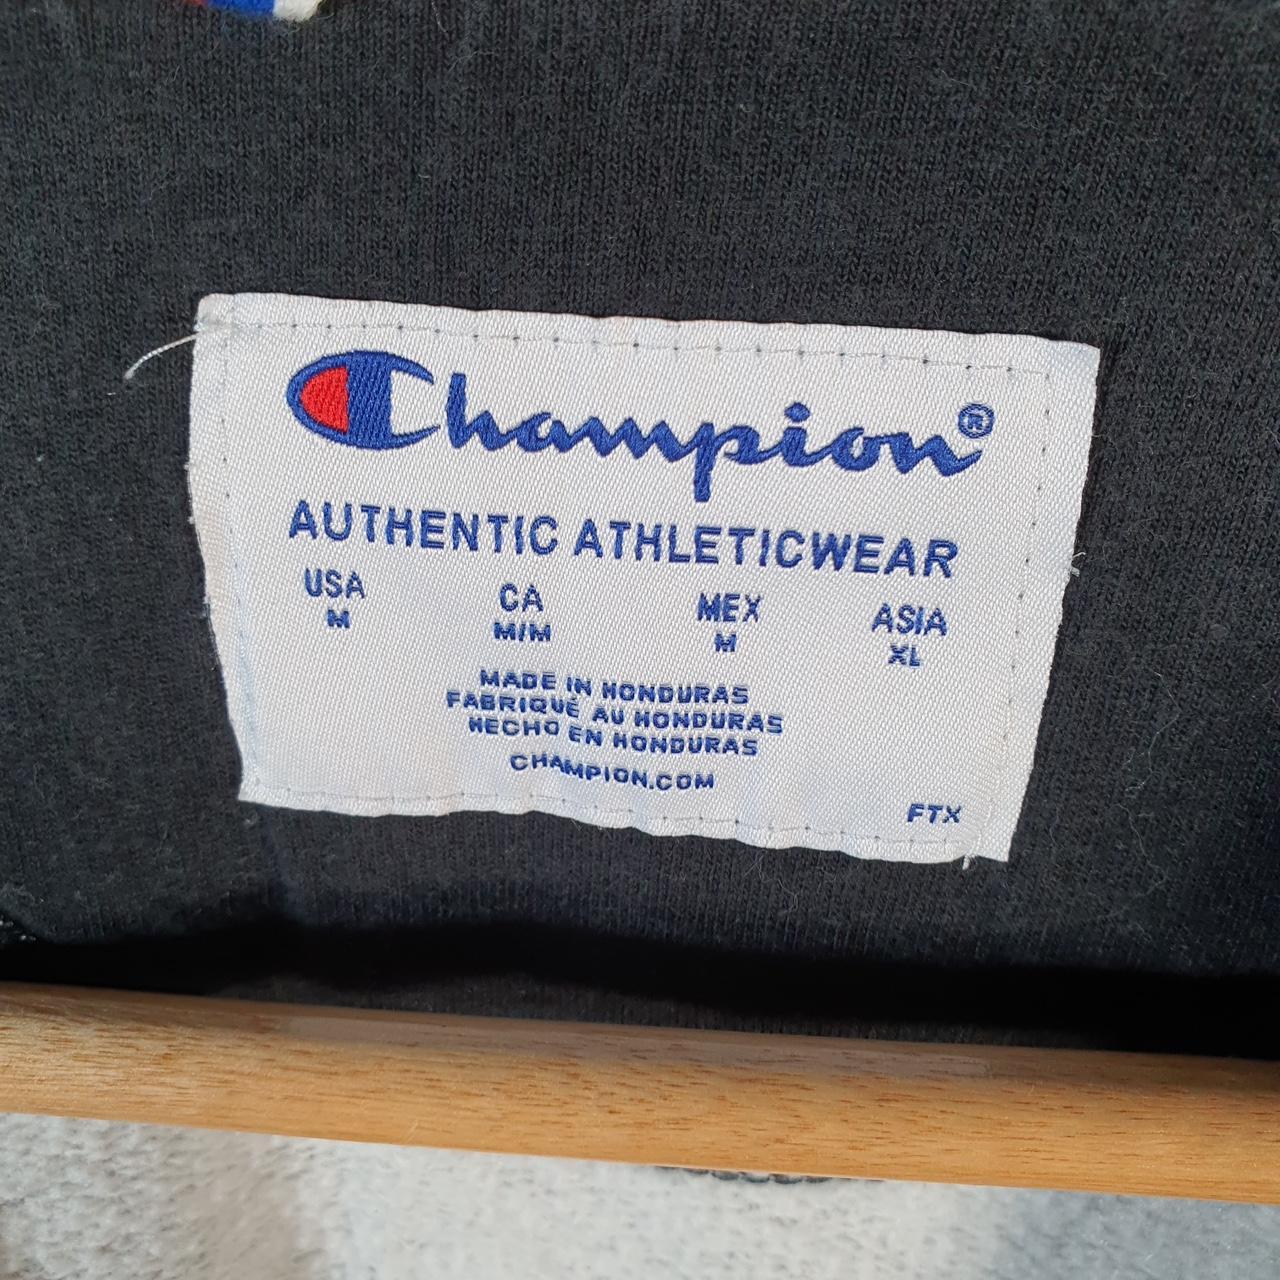 Champion®
AUTHENTIC ATHLETICWEAR
USA CA MEX ASIA
M M/M M XL
MADE IN HONDURAS
FABRIQUÉ AU HONDURAS
HECHO EN HONDURAS
CHAMPION.COM
FTX